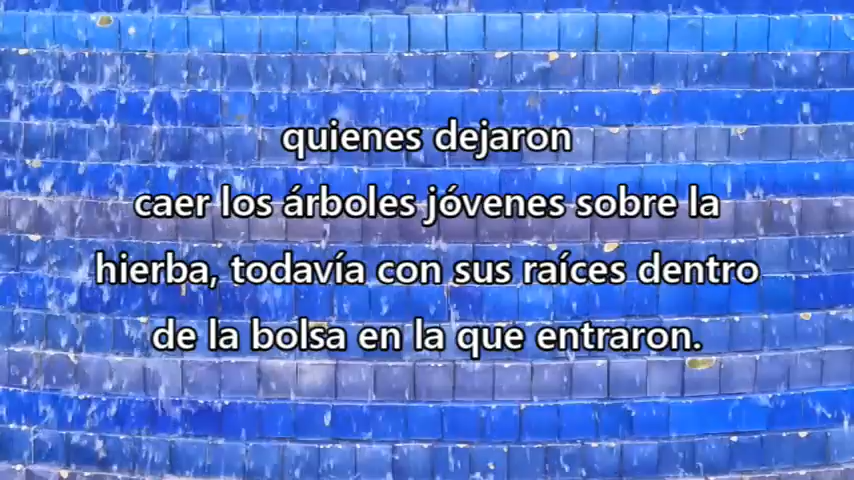 quienes dejaron
caer los árboles jóvenes sobre la
hierba, todavía con sus raíces dentro
de la bolsa en la que entraron.